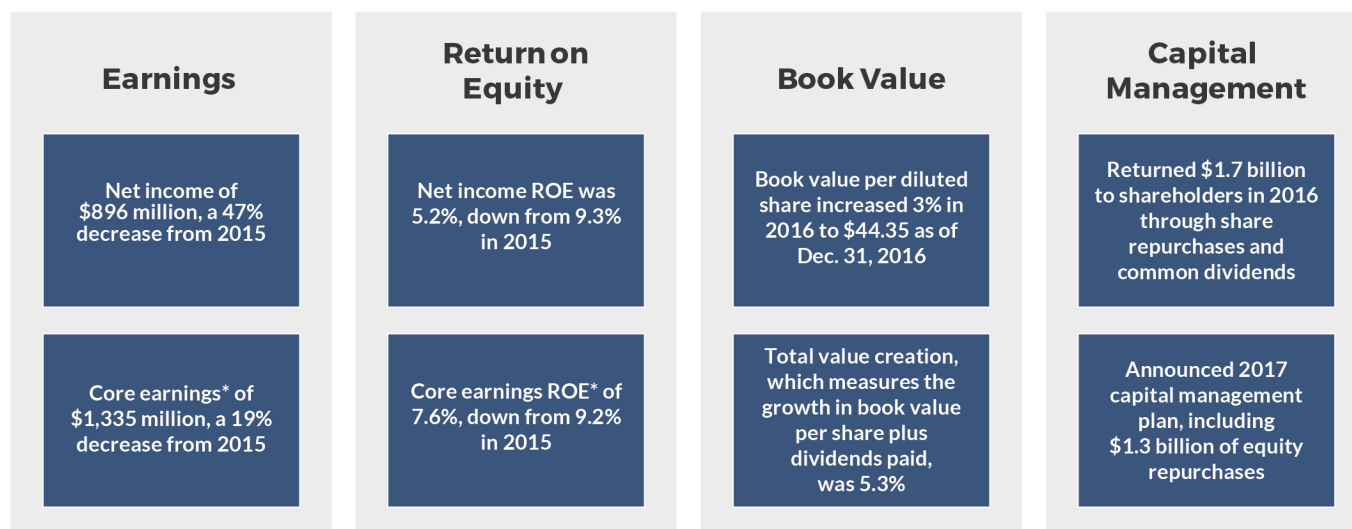 Earnings
Net income of
$896 million, a 47%
decrease from 2015
Core earnings* of
$1,335 million, a 19%
decrease from 2015
Return on
Equity
Net income ROE was
5.2%, down from 9.3%
in 2015
Core earnings ROE* of
7.6%, down from 9.2%
in 2015
Book Value
Book value per diluted
share increased 3% in
2016 to $44.35 as of
Dec. 31, 2016
Total value creation,
which measures the
growth in book value
per share plus
dividends paid,
was 5.3%
Capital
Management
Returned $1.7 billion
to shareholders in 2016
through share
repurchases and
common dividends
Announced 2017
capital management
plan, including
$1.3 billion of equity
repurchases